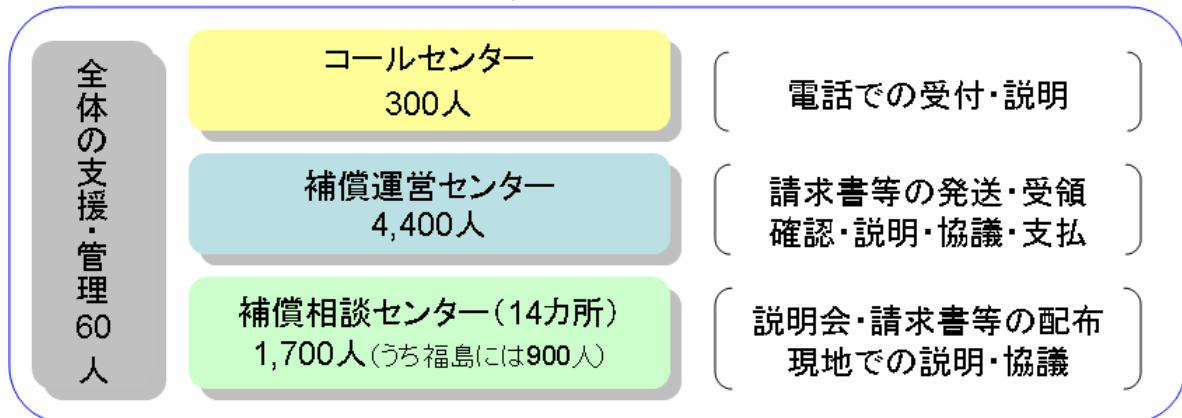 全体の支援・管理60人
コールセンター
300人
電話での受付・説明
補償運営センター
4,400人
請求書等の発送・受領
確認・説明・協議・支払
補償相談センター(14カ所)
1,700人(うち福島には900人)
説明会・請求書等の配布
現地での説明・協議